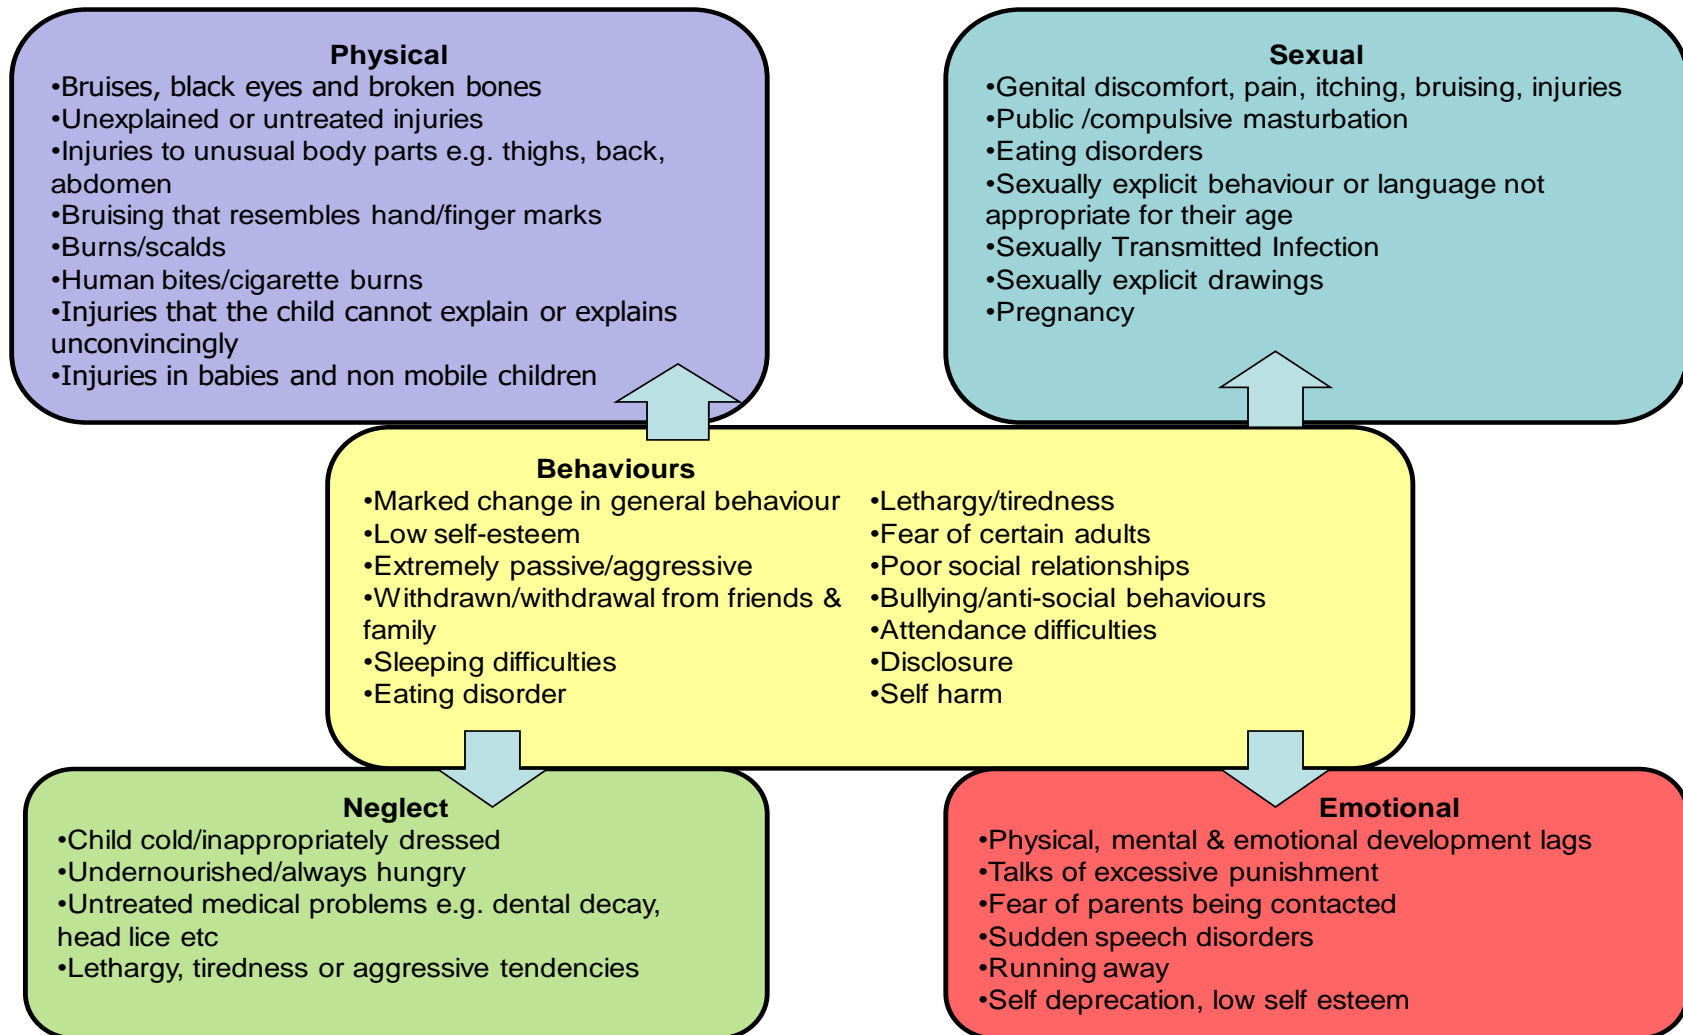 Physical
•Bruises, black eyes and broken bones
•Unexplained or untreated injuries
•Injuries to unusual body parts e.g. thighs, back,
abdomen
•Bruising that resembles hand/finger marks
•Burns/scalds
•Human bites/cigarette burns
•Injuries that the child cannot explain or explains
unconvincingly
•Injuries in babies and non mobile children
Sexual
•Genital discomfort, pain, itching, bruising, injuries
•Public /compulsive masturbation
•Eating disorders
•Sexually explicit behaviour or language not
appropriate for their age
•Sexually Transmitted Infection
•Sexually explicit drawings
•Pregnancy
Behaviours
•Marked change in general behaviour
•Low self-esteem
•Extremely passive/aggressive
•Withdrawn/withdrawal from friends &
family
•Sleeping difficulties
•Eating disorder
•Lethargy/tiredness
•Fear of certain adults
•Poor social relationships
•Bullying/anti-social behaviours
•Attendance difficulties
•Disclosure
•Self harm
Neglect
•Child cold/inappropriately dressed
•Undernourished/always hungry
•Untreated medical problems e.g. dental decay,
head lice etc
•Lethargy, tiredness or aggressive tendencies
Emotional
•Physical, mental & emotional development lags
•Talks of excessive punishment
•Fear of parents being contacted
•Sudden speech disorders
•Running away
•Self deprecation, low self esteem